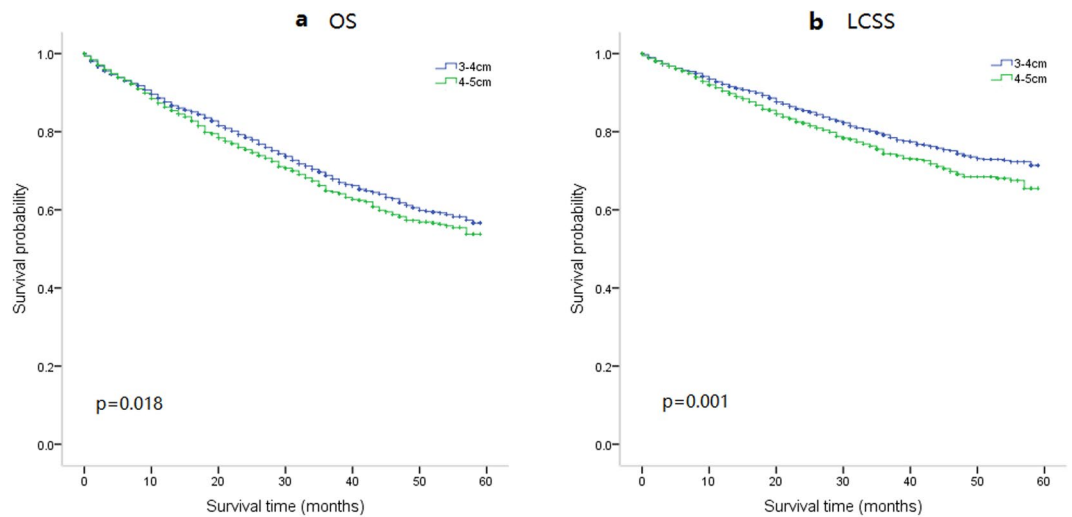 a OS
3-4cm
4-5cm
Survival probability
1.0
0.8
0.6
0.4
0.2
0.0
p=0.018
0 10 20 30 40 50 60
Survival time (months)
b LCSS
3-4cm
4-5cm
Survival probability
1.0
0.8
0.6
0.4
0.2
0.0
p=0.001
0 10 20 30 40 50 60
Survival time (months)